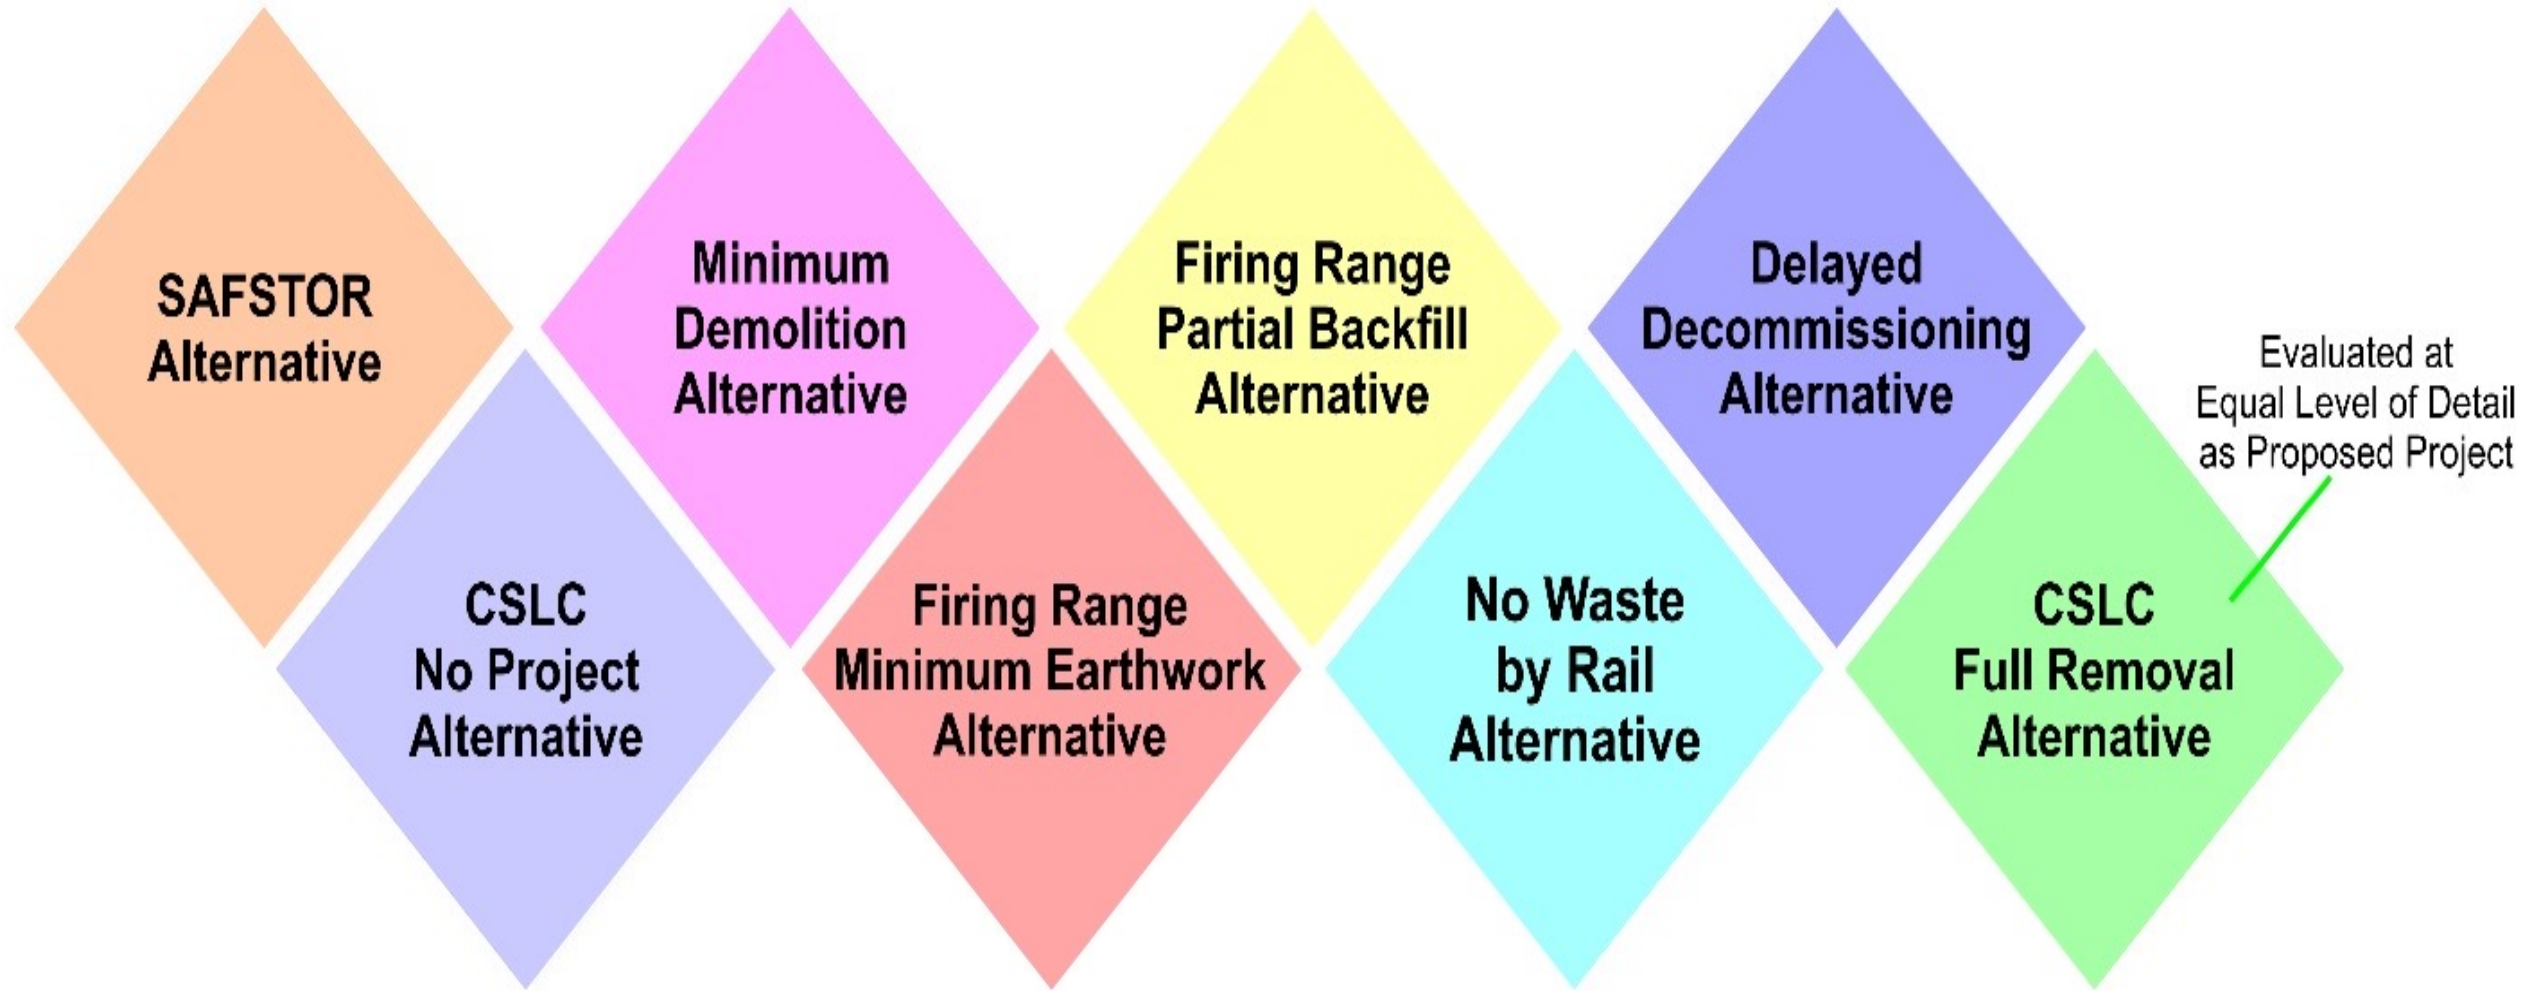 SAFSTOR
Alternative
CSLC
No Project
Alternative
Minimum
Demolition
Alternative
Firing Range
Minimum Earthwork
Alternative
Firing Range
Partial Backfill
Alternative
No Waste
by Rail
Alternative
Delayed
Decommissioning
Alternative
CSLC
Full Removal
Alternative
Evaluated at
Equal Level of Detail
as Proposed Project